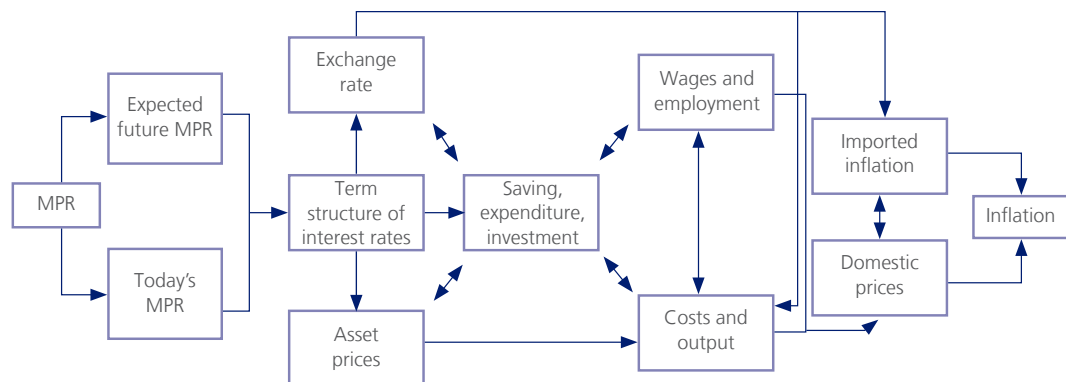 MPR
Expected
future MPR
Today's
MPR
Exchange
rate
Term
structure of
interest rates
Asset
prices
Saving,
expenditure,
investment
Wages and
employment
Costs and
output
Imported
inflation
Domestic
prices
Inflation